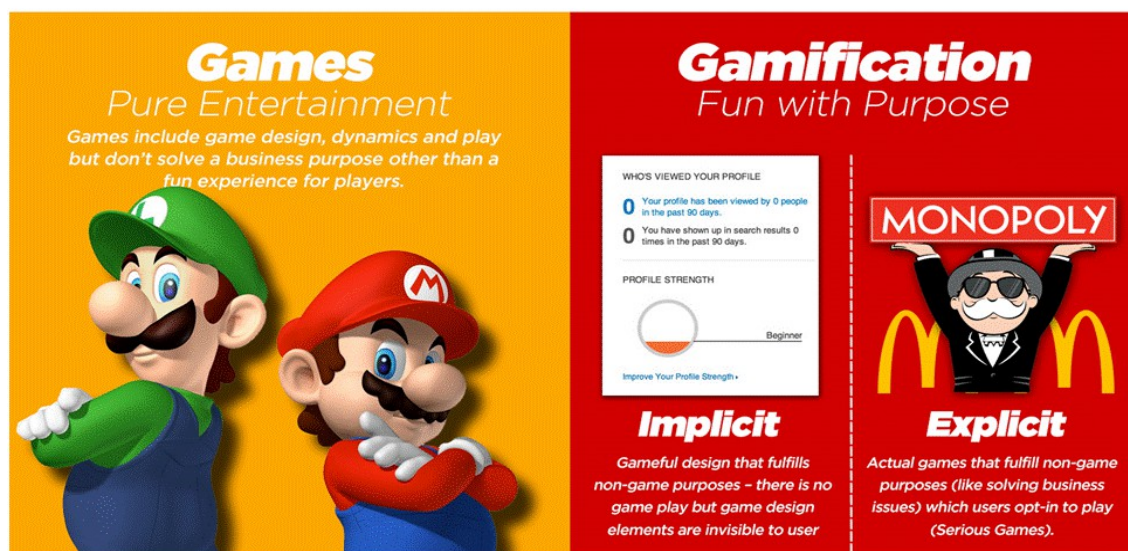 Games
Pure Entertainment
Games include game design, dynamics and play
but don't solve a business purpose other than a
fun experience for players.
L
M
Gamification
Fun with Purpose
WHO'S VIEWED YOUR PROFILE
0 Your profile has been viewed by 0 people
in the past 90 days.
0 You have shown up in search results 0
times in the past 90 days.
PROFILE STRENGTH
Beginner
Improve Your Profile Strength ▸
Implicit
Gameful design that fulfills
non-game purposes – there is no
game play but game design
elements are invisible to user
MONOPOLY
Explicit
Actual games that fulfill non-game
purposes (like solving business
issues) which users opt-in to play
(Serious Games).